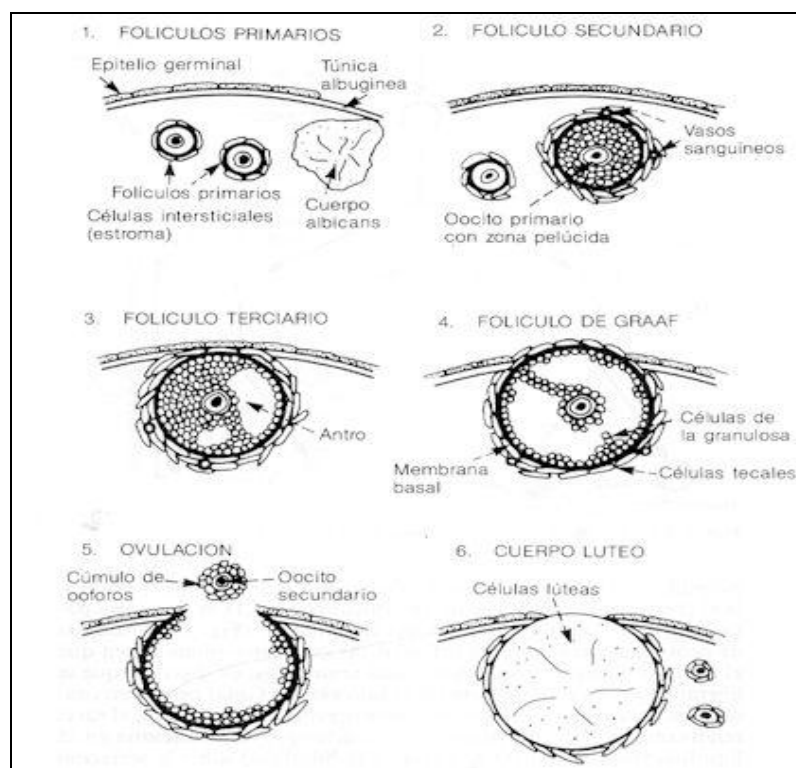 1. FOLICULOS PRIMARIOS
Epitelio germinal
Túnica
albuginea
Folículos primarios
Células intersticiales
(estroma)
Cuerpo
albicans
2. FOLICULO SECUNDARIO
Vasos
sanguíneos
Oocito primario
con zona pelúcida
3. FOLICULO TERCIARIO
Antro
4. FOLICULO DE GRAAF
Células de
la granulosa
Membrana
basal
Células tecales
5. OVULACION
Cúmulo de
ooforos
Oocito
secundario
6. CUERPO LUTEO
Células lúteas